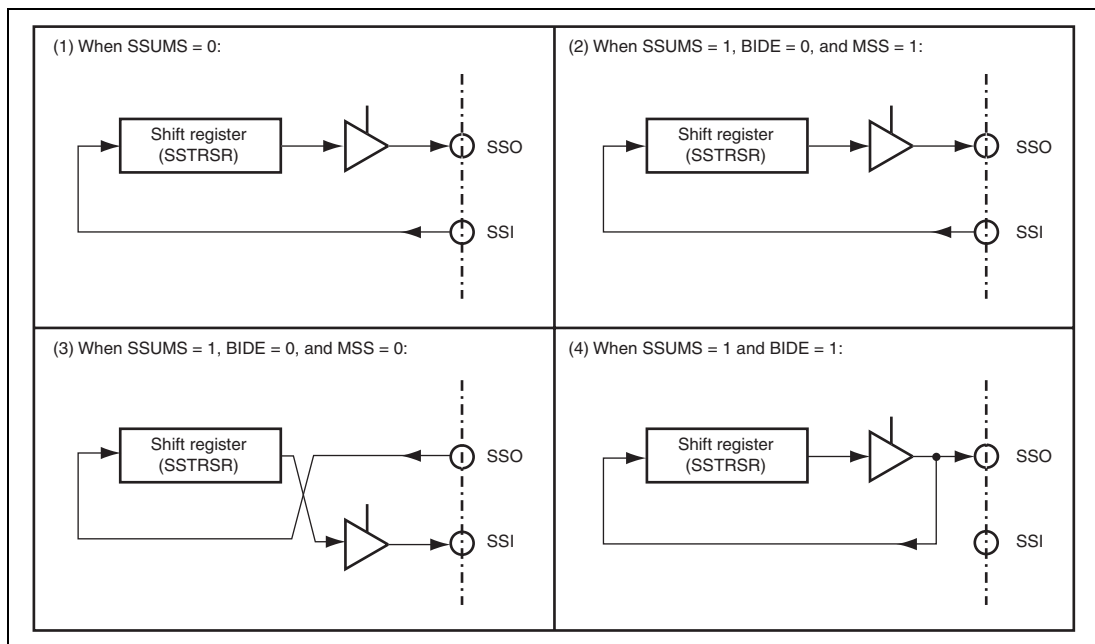 (1) When SSUMS = 0:
Shift register
(SSTRSR)
SSO
SSI
(2) When SSUMS = 1, BIDE = 0, and MSS = 1:
Shift register
(SSTRSR)
SSO
SSI
(3) When SSUMS = 1, BIDE = 0, and MSS = 0:
Shift register
(SSTRSR)
SSO
SSI
(4) When SSUMS = 1 and BIDE = 1:
Shift register
(SSTRSR)
SSO
SSI